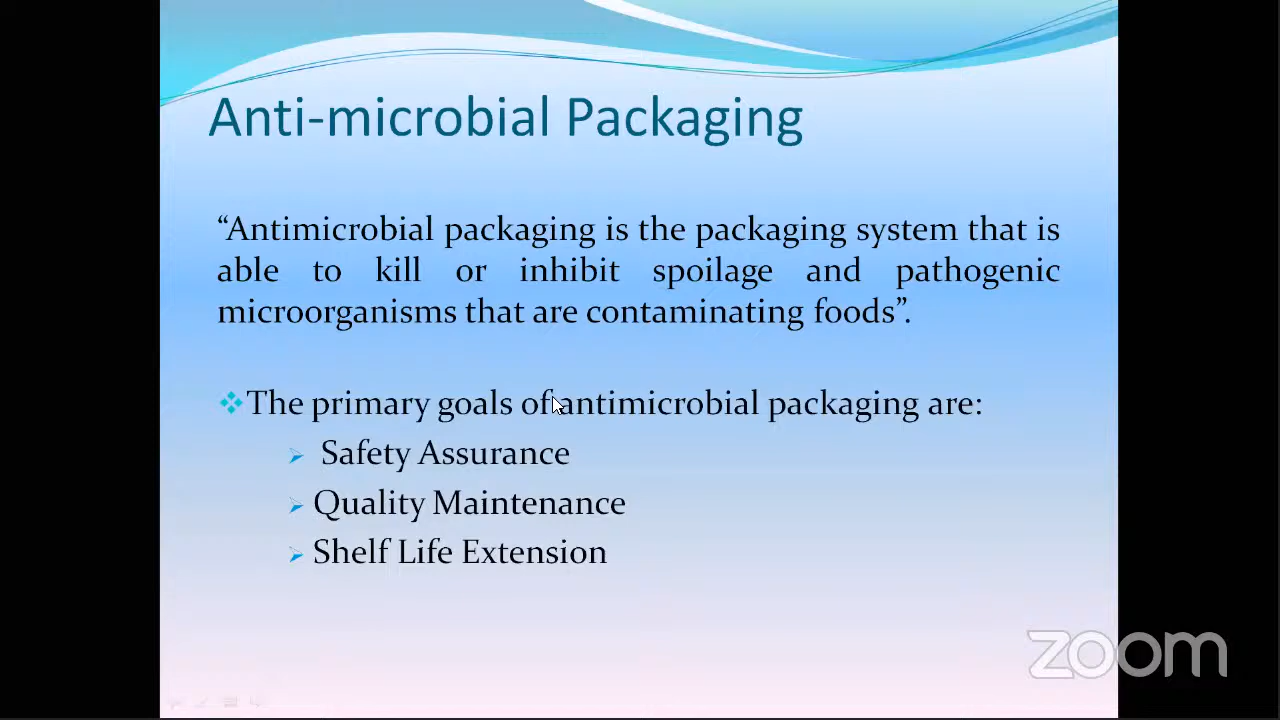 Anti-microbial Packaging
“Antimicrobial packaging is the packaging system that is
able to kill or inhibit spoilage and pathogenic
microorganisms that are contaminating foods”.
The primary goals of antimicrobial packaging are:
Safety Assurance
Quality Maintenance
Shelf Life Extension
zoom